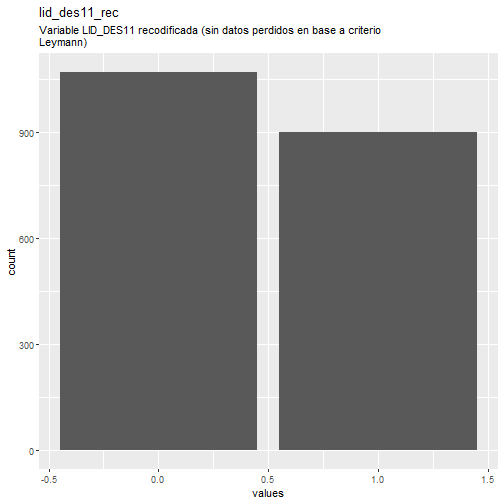 lid_des11_rec
Variable LID_DES11 recodificada (sin datos perdidos en base a criterio
Leymann)
900
600
300
0
count
-0.5
0.0
0.5
1.0
1.5
values